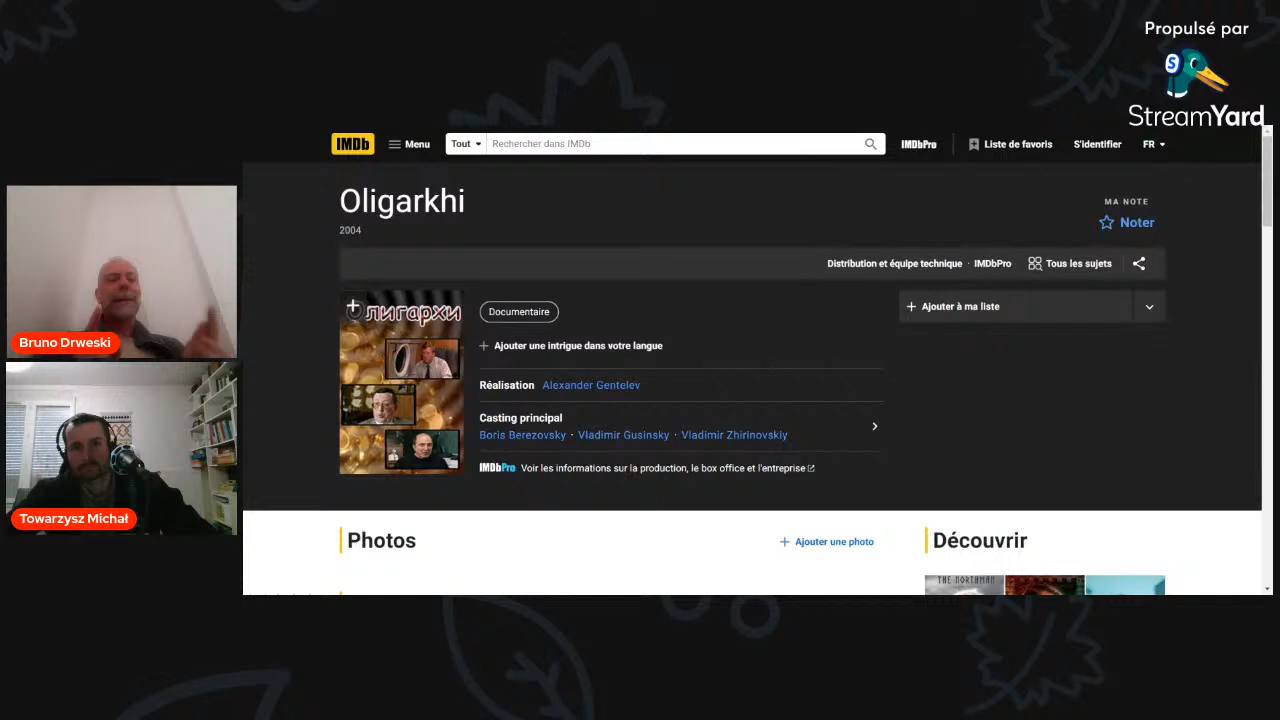 Propulsé par
StreamYard
IMDb
Menu
Tout
Rechercher dans IMDb
IMDbPro
Liste de favoris
S'identifier
FR
Oligarkhi
2004
MA NOTE
Noter
Distribution et équipe technique · IMDbPro
Tous les sujets
лигархи
Documentaire
Ajouter à ma liste
Ajouter une intrigue dans votre langue
Réalisation Alexander Gentelev
Casting principal
Boris Berezovsky · Vladimir Gusinsky · Vladimir Zhirinovskiy
IMDbPro Voir les informations sur la production, le box office et l'entreprise
Bruno Drweski
Towarzysz Michał
Photos
Ajouter une photo
Découvrir
THE NORTHMAN